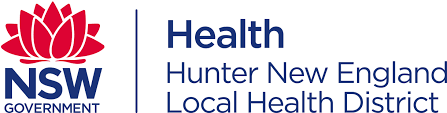 NSW
GOVERNMENT
Health
Hunter New England
Local Health District